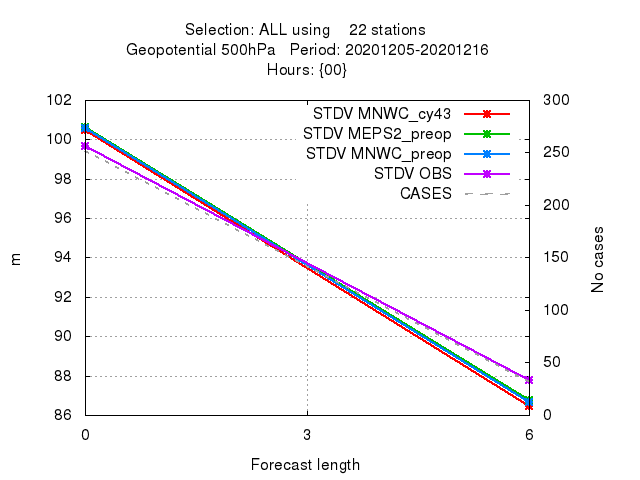 Selection: ALL using 22 stations
Geopotential 500hPa Period: 20201205-20201216
Hours: {00}
102 300
STDV MNWC_cy43
STDV MEPS2_preop
100
STDV MNWC_preop 250
STDV OBS
98
CASES
200
96
No cases
m
94 150
92
100
90
50
88
86 0
0 3 6
Forecast length